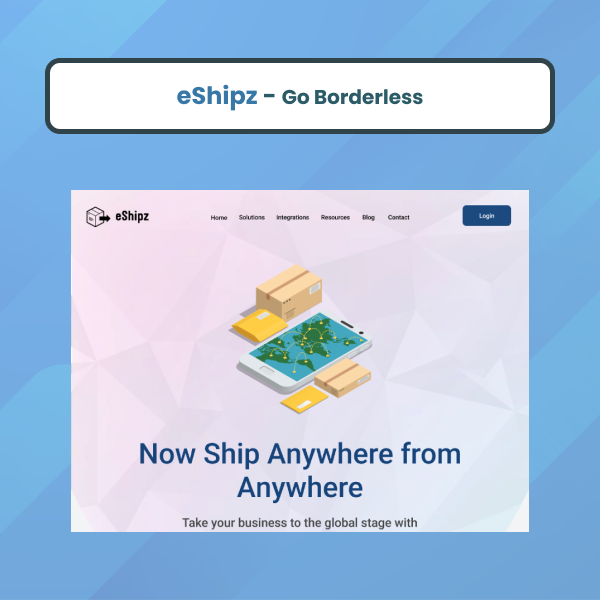 eShipz - Go Borderless
eShipz
Home Solutions Integrations Resources Blog Contact
Login
Now Ship Anywhere from
Anywhere
Take your business to the global stage with